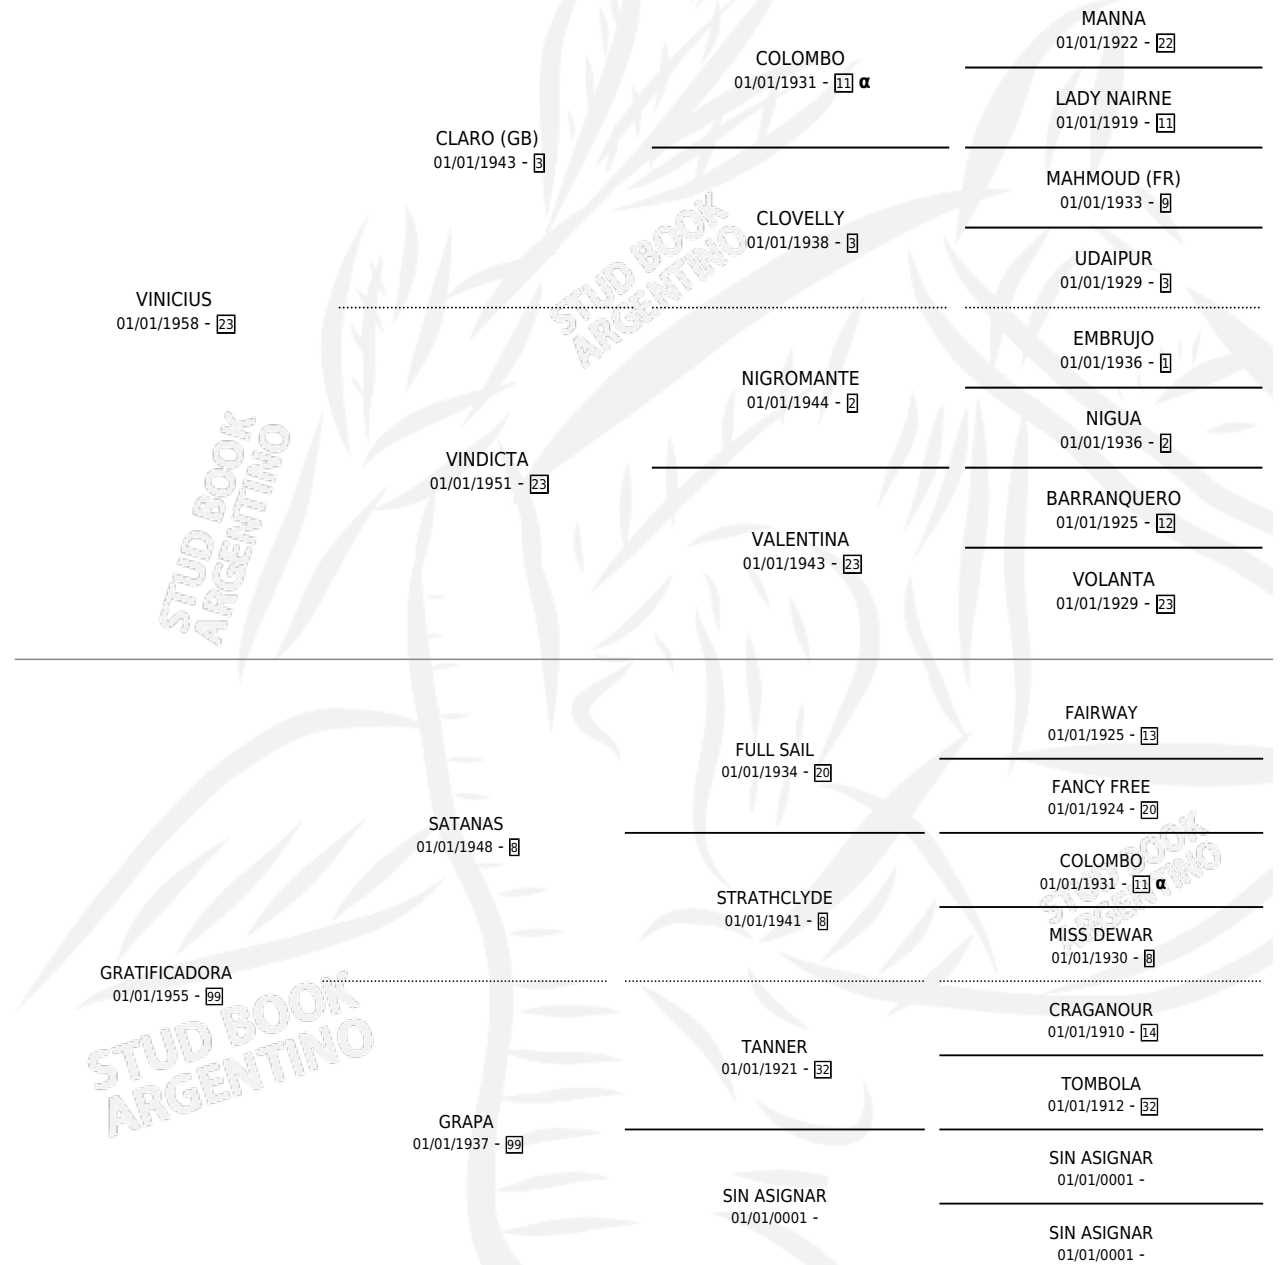 MANNA
01/01/1922 - 22
COLOMBO
01/01/1931 - 11 α
LADY NAIRNE
01/01/1919 - 11
CLARO (GB)
01/01/1943 - 3
MAHMOUD (FR)
01/01/1933 - 9
CLOVELLY
01/01/1938 - 3
UDAIPUR
01/01/1929 - 3
VINICIUS
01/01/1958 - 23
EMBRUJO
01/01/1936 - 1
NIGROMANTE
01/01/1944 - 2
NIGUA
01/01/1936 - 2
VINDICTA
01/01/1951 - 23
BARRANQUERO
01/01/1925 - 12
VALENTINA
01/01/1943 - 23
VOLANTA
01/01/1929 - 23
STUD BOOK
ARGENTINO
STUD BOOK
ARGENTINO
FAIRWAY
01/01/1925 - 13
FULL SAIL
01/01/1934 - 20
FANCY FREE
01/01/1924 - 20
SATANAS
01/01/1948 - 8
COLOMBO
01/01/1931 - 11 α
STRATHCLYDE
01/01/1941 - 8
MISS DEWAR
01/01/1930 - 8
GRATIFICADORA
01/01/1955 - 99
CRAGANOUR
01/01/1910 - 14
TANNER
01/01/1921 - 32
TOMBOLA
01/01/1912 - 32
GRAPA
01/01/1937 - 99
SIN ASIGNAR
01/01/0001 -
SIN ASIGNAR
01/01/0001 -
SIN ASIGNAR
01/01/0001 -
STUD BOOK
ARGENTINO
STUD BOOK
ARGENTINO